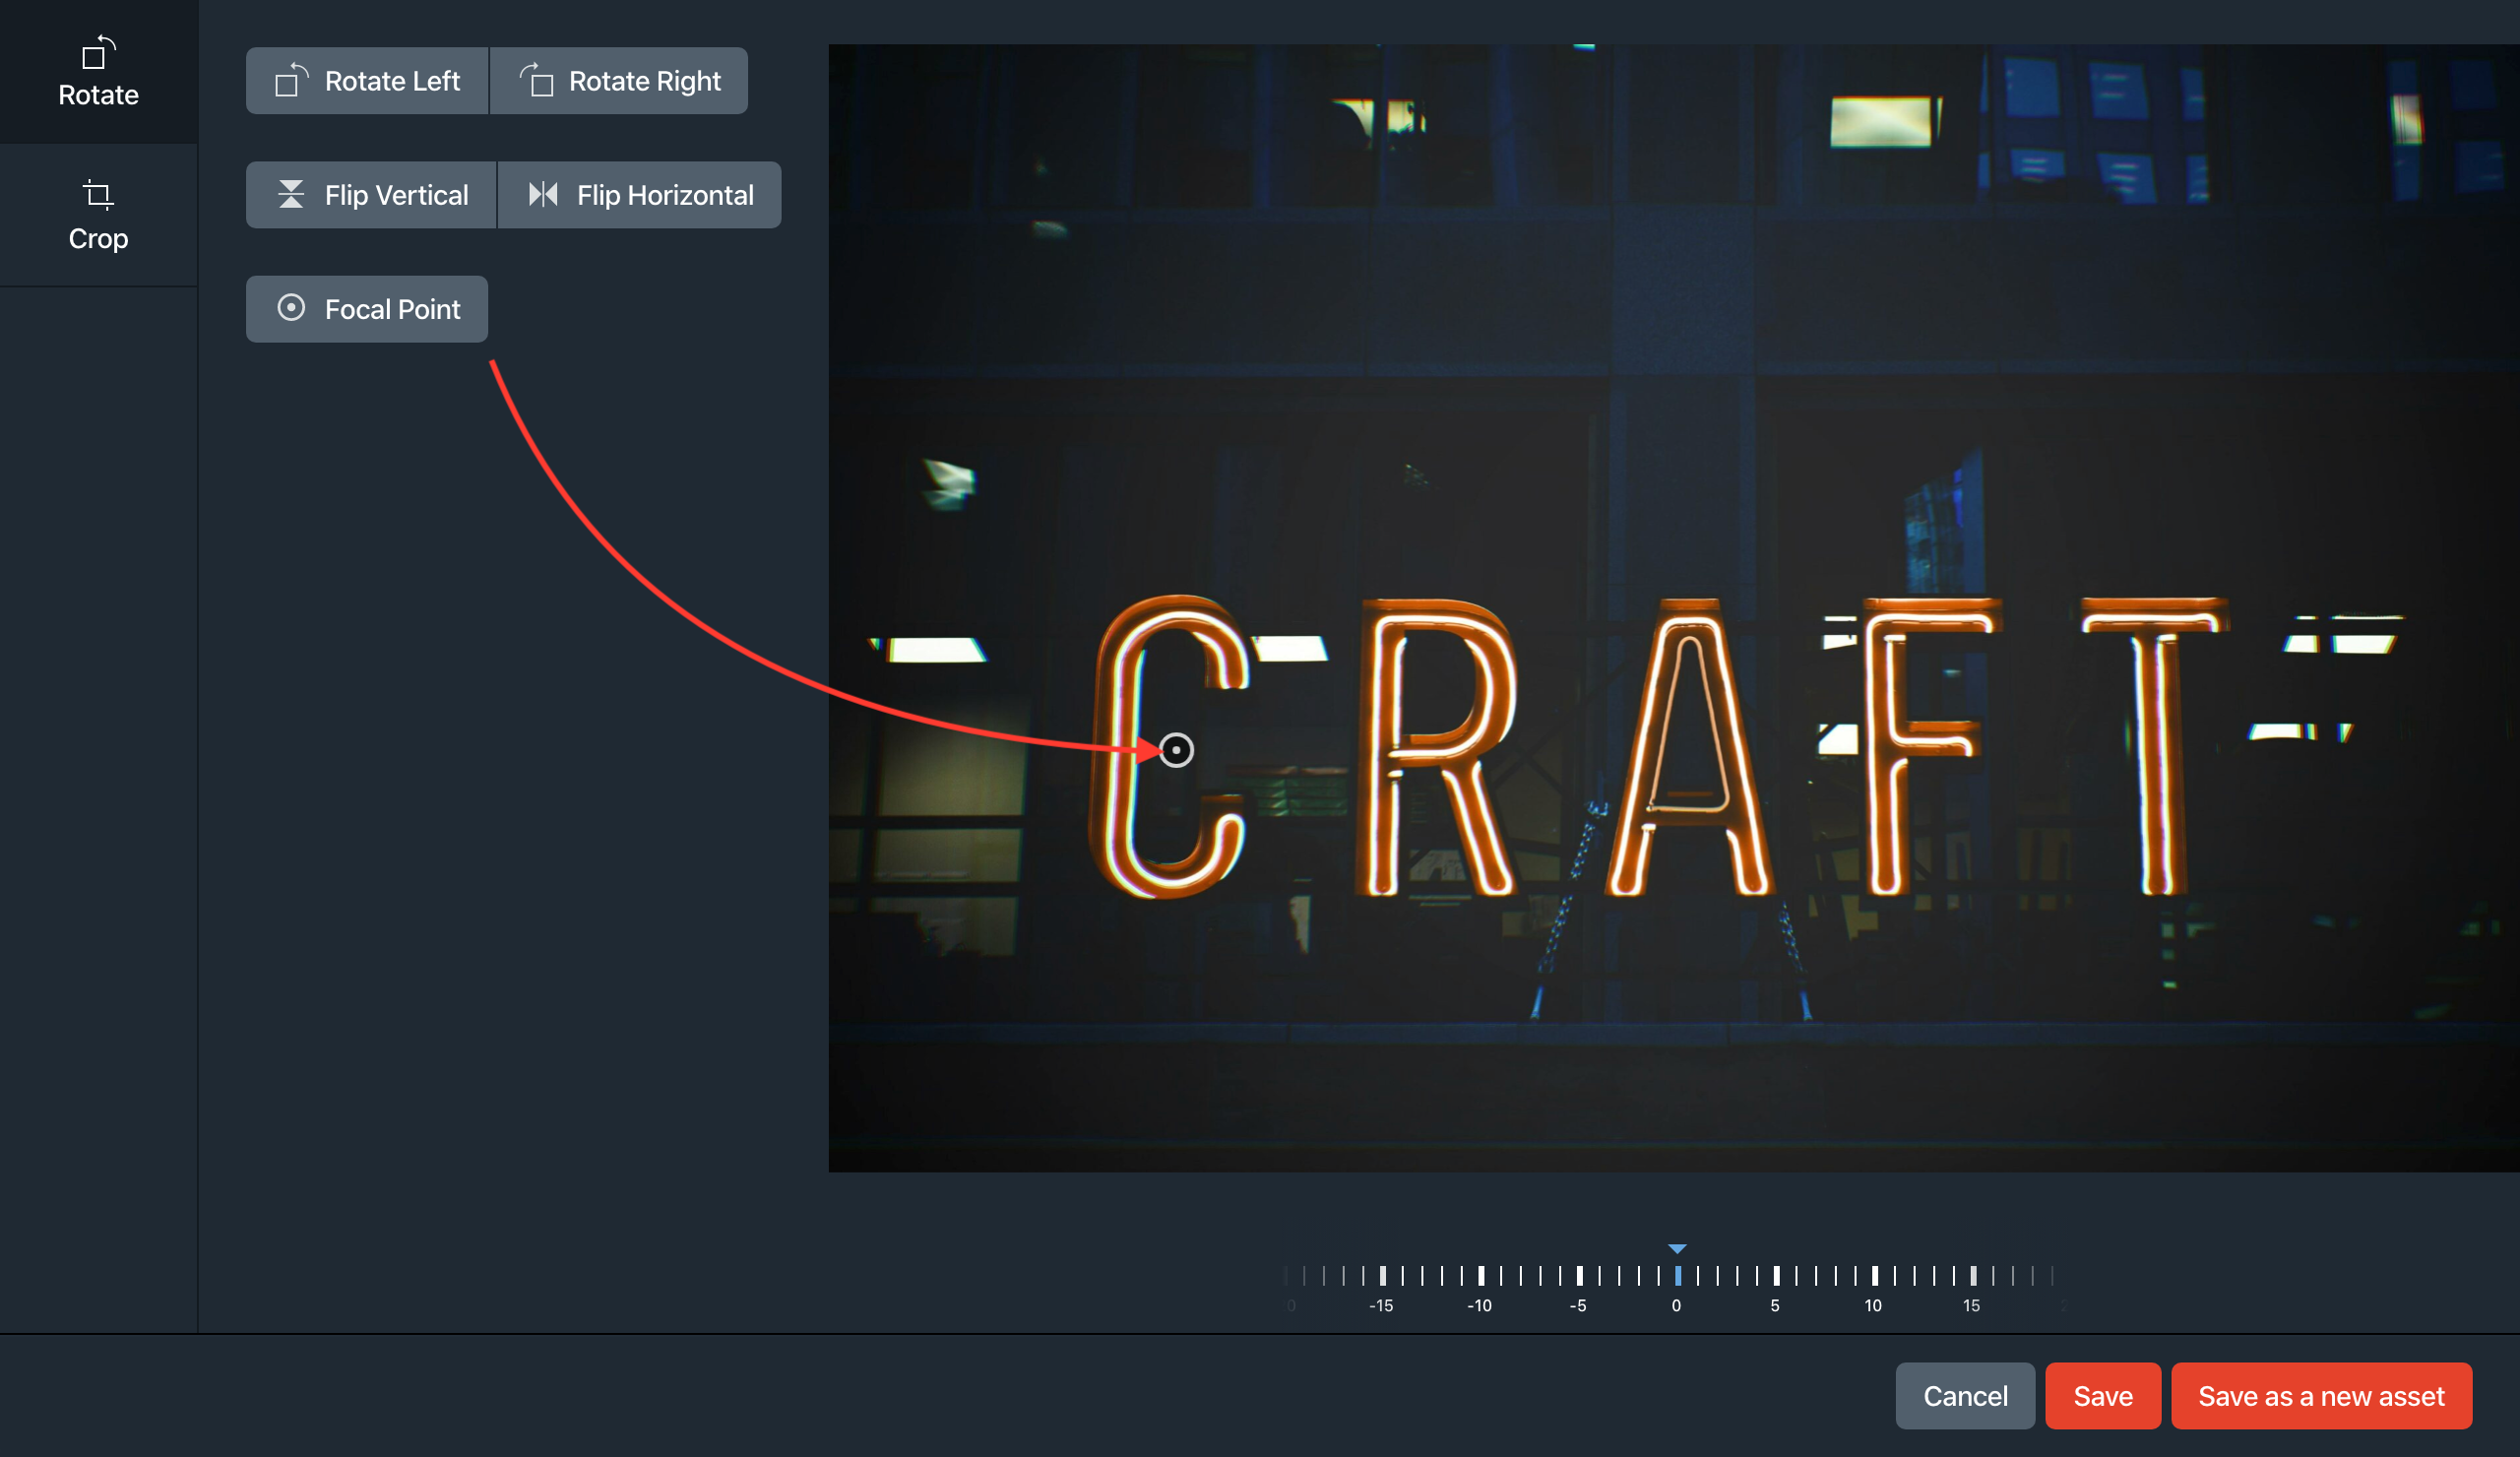 Rotate
Crop
Rotate Left
Rotate Right
Flip Vertical
Flip Horizontal
Focal Point
CRAFT
-15 -10 -5 0 5 10 15
Cancel
Save
Save as a new asset